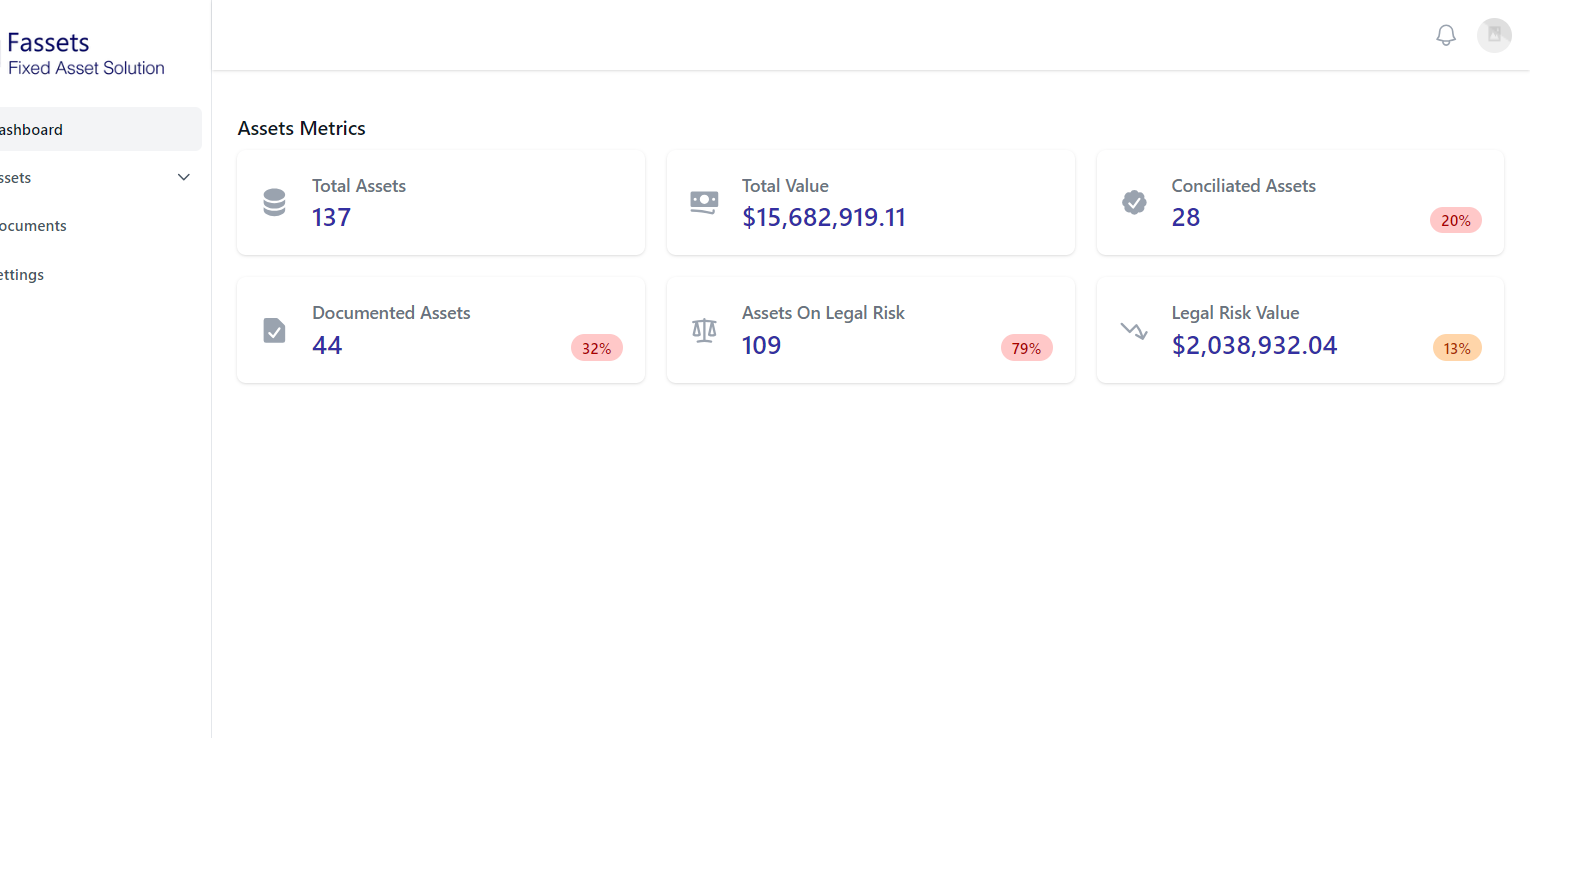 Fassets
Fixed Asset Solution
ashboard
ssets
ocuments
ettings
Assets Metrics
Total Assets
137
Total Value
$15,682,919.11
Conciliated Assets
28
20%
Documented Assets
44
32%
Assets On Legal Risk
109
79%
Legal Risk Value
$2,038,932.04
13%